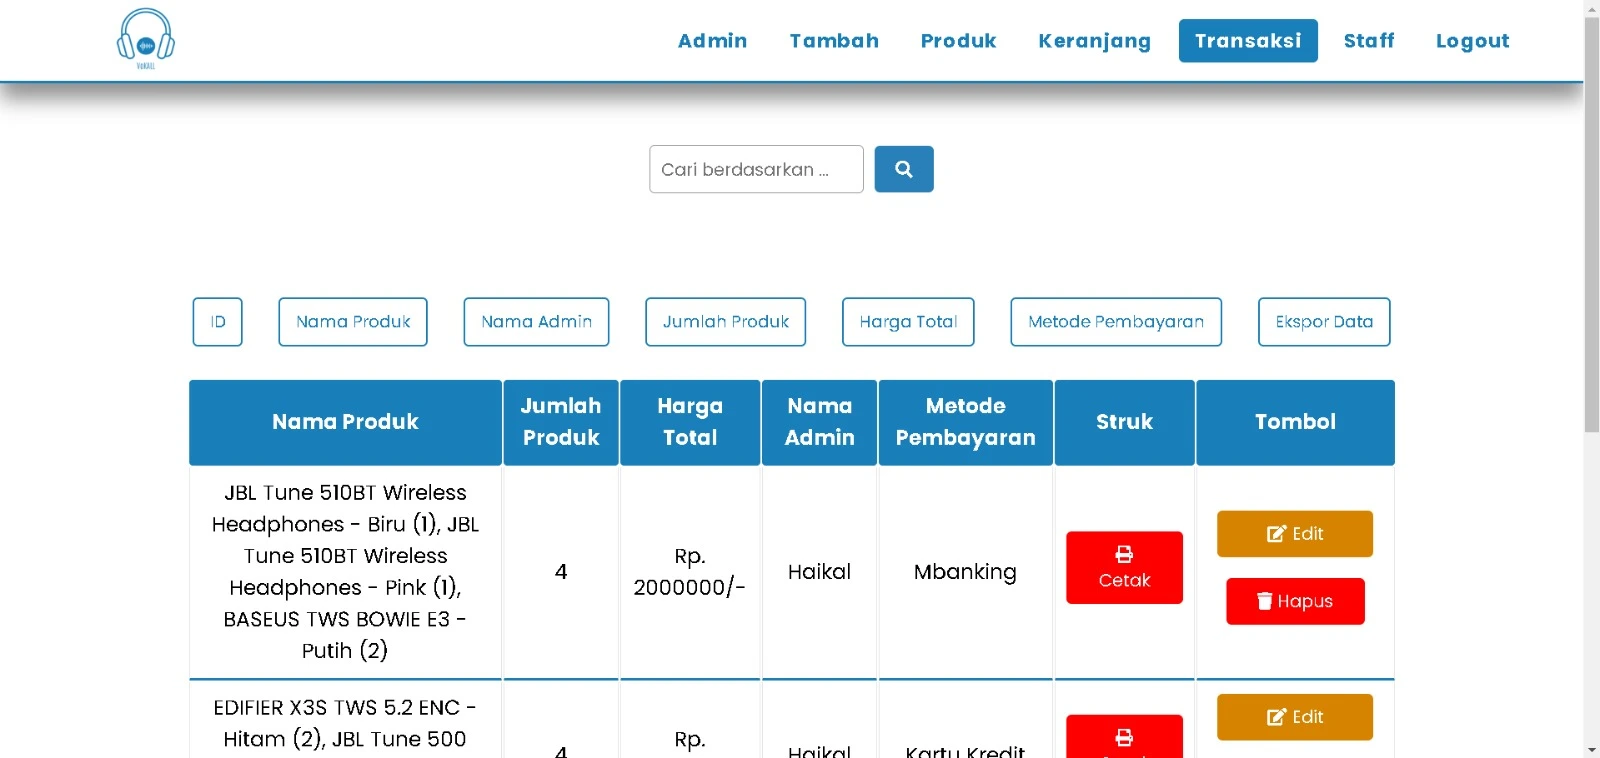 VOKAEL
Admin Tambah Produk Keranjang Transaksi Staff Logout
Cari berdasarkan ...
ID Nama Produk Nama Admin Jumlah Produk Harga Total Metode Pembayaran Ekspor Data
Nama Produk
Jumlah
Produk
Harga
Total
Nama
Admin
Metode
Pembayaran
Struk
Tombol
JBL Tune 510BT Wireless
Headphones - Biru (1), JBL
Tune 510BT Wireless
Headphones - Pink (1),
BASEUS TWS BOWIE E3 -
Putih (2)
4
Rp.
2000000/-
Haikal
Mbanking
Cetak
Edit
Hapus
EDIFIER X3S TWS 5.2 ENC -
Hitam (2), JBL Tune 500
4
Rp.
Haikal
Kartu Kredit
Edit